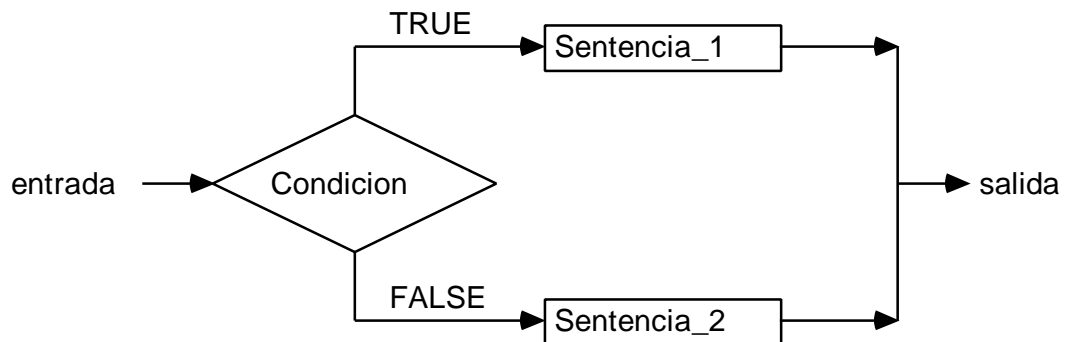 TRUE
Sentencia_1
entrada
Condicion
salida
FALSE
Sentencia_2